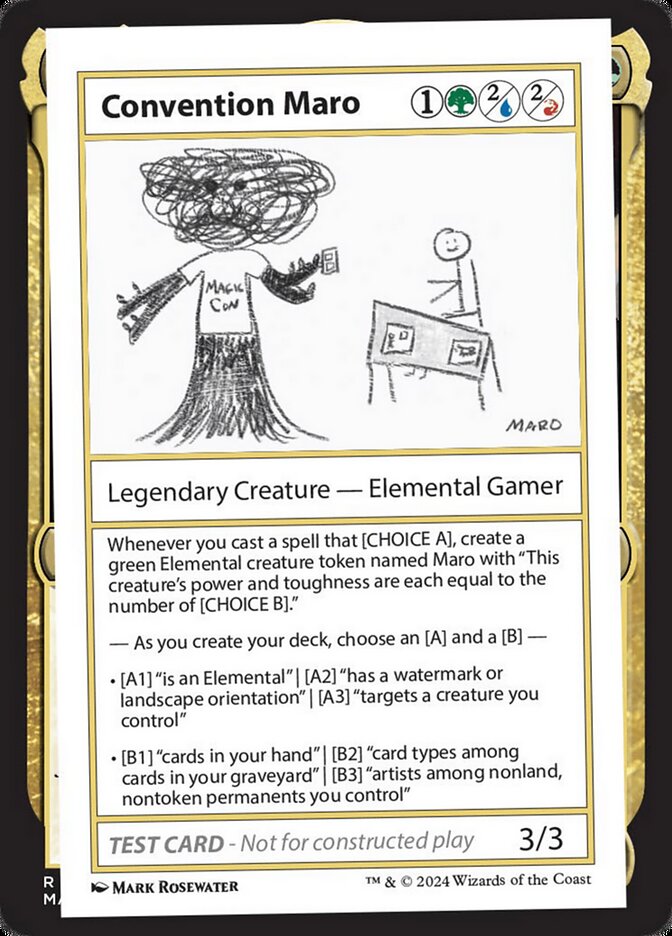 Convention Maro 1 2 2
MAGIC
CON
MARO
Legendary Creature — Elemental Gamer
Whenever you cast a spell that [CHOICE A], create a
green Elemental creature token named Maro with “This
creature’s power and toughness are each equal to the
number of [CHOICE B].”
— As you create your deck, choose an [A] and a [B] —
• [A1] “is an Elemental” | [A2] “has a watermark or
landscape orientation” | [A3] “targets a creature you
control”
• [B1] “cards in your hand” | [B2] “card types among
cards in your graveyard” | [B3] “artists among nonland,
nontoken permanents you control”
TEST CARD - Not for constructed play 3/3
MARK ROSEWATER ™ & © 2024 Wizards of the Coast
R